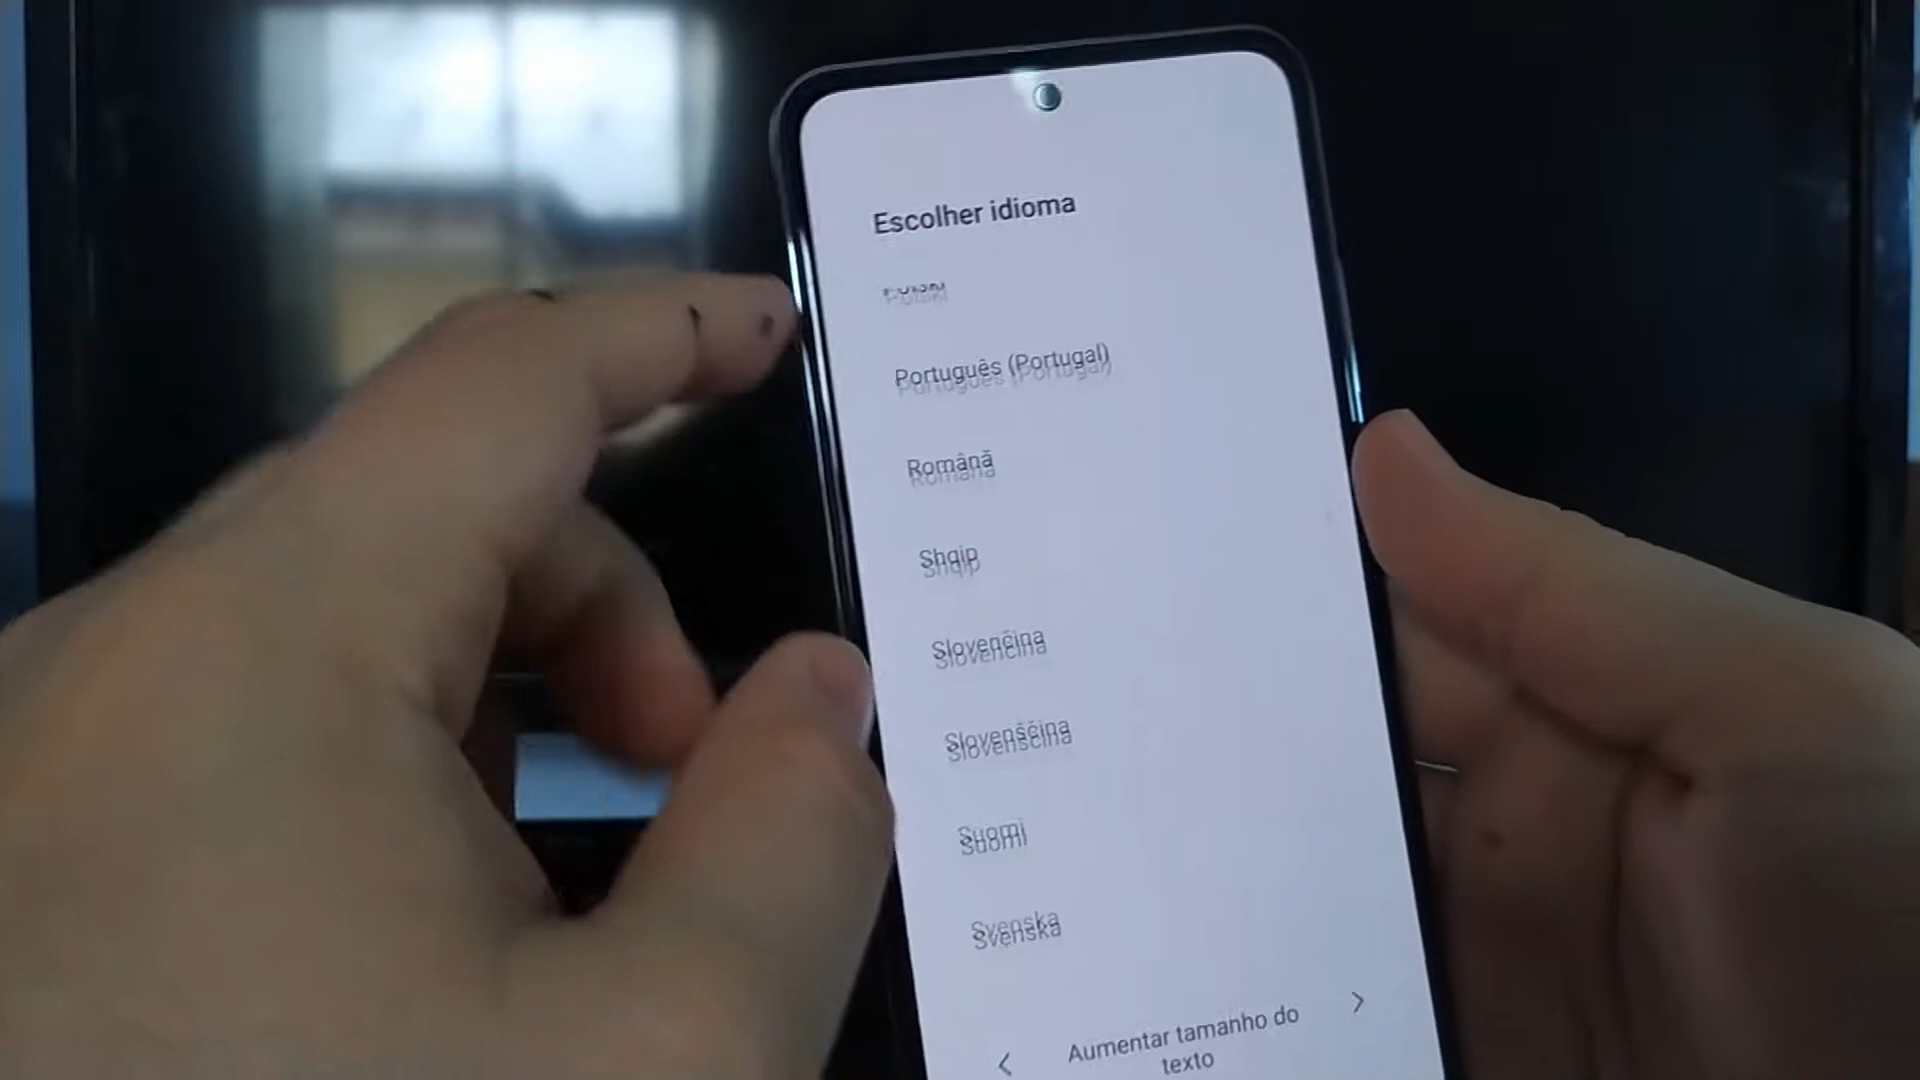 Escolher idioma
Português (Portugal)
Română
Shqip
Slovenčina
Slovenščina
Suomi
Svenska
Aumentar tamanho do
texto